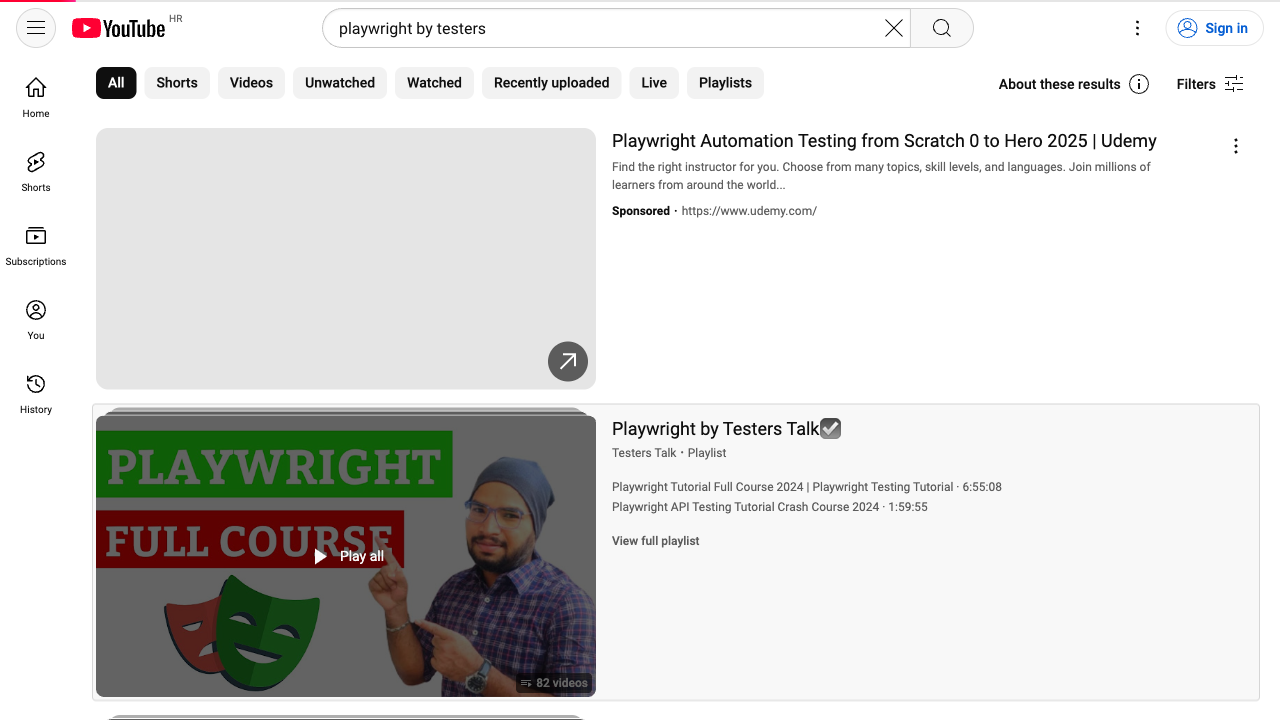 YouTube HR
playwright by testers
Sign in
All
Shorts
Videos
Unwatched
Watched
Recently uploaded
Live
Playlists
About these results
Filters
Home
Shorts
Subscriptions
You
History
Playwright Automation Testing from Scratch 0 to Hero 2025 | Udemy
Find the right instructor for you. Choose from many topics, skill levels, and languages. Join millions of
learners from around the world...
Sponsored · https://www.udemy.com/
PLAYWRIGHT
FULL COURSE
Play all
82 videos
Playwright by Testers Talk☑️
Testers Talk · Playlist
Playwright Tutorial Full Course 2024 | Playwright Testing Tutorial · 6:55:08
Playwright API Testing Tutorial Crash Course 2024 · 1:59:55
View full playlist